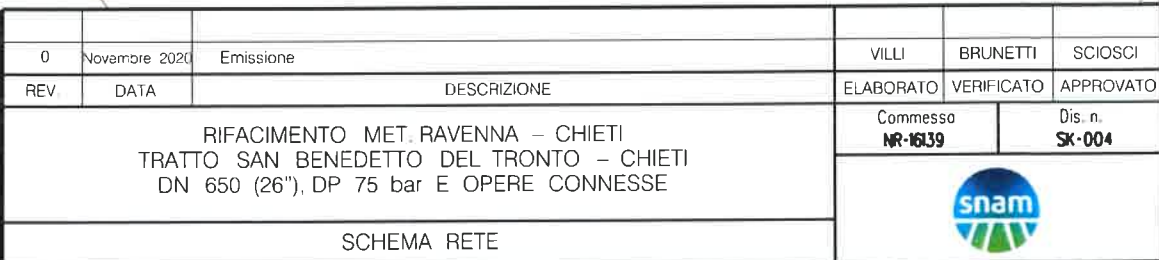 0 Novembre 2020 Emissione VILLI BRUNETTI SCIOSCI
REV. DATA DESCRIZIONE ELABORATO VERIFICATO APPROVATO
RIFACIMENTO MET. RAVENNA – CHIETI
TRATTO SAN BENEDETTO DEL TRONTO – CHIETI
DN 650 (26"), DP 75 bar E OPERE CONNESSE
Commessa
NR-16139
Dis. n.
SK-004
snam
SCHEMA RETE